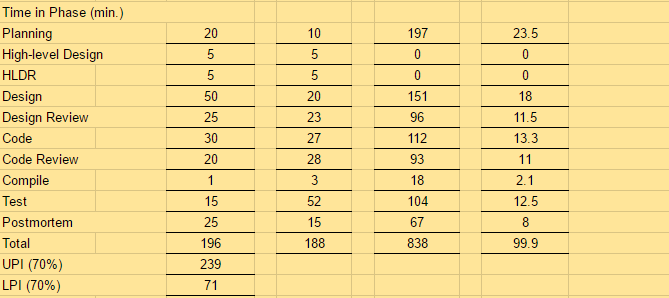 Time in Phase (min.)
Planning 20 10 197 23.5
High-level Design 5 5 0 0
HLDR 5 5 0 0
Design 50 20 151 18
Design Review 25 23 96 11.5
Code 30 27 112 13.3
Code Review 20 28 93 11
Compile 1 3 18 2.1
Test 15 52 104 12.5
Postmortem 25 15 67 8
Total 196 188 838 99.9
UPI (70%) 239
LPI (70%) 71